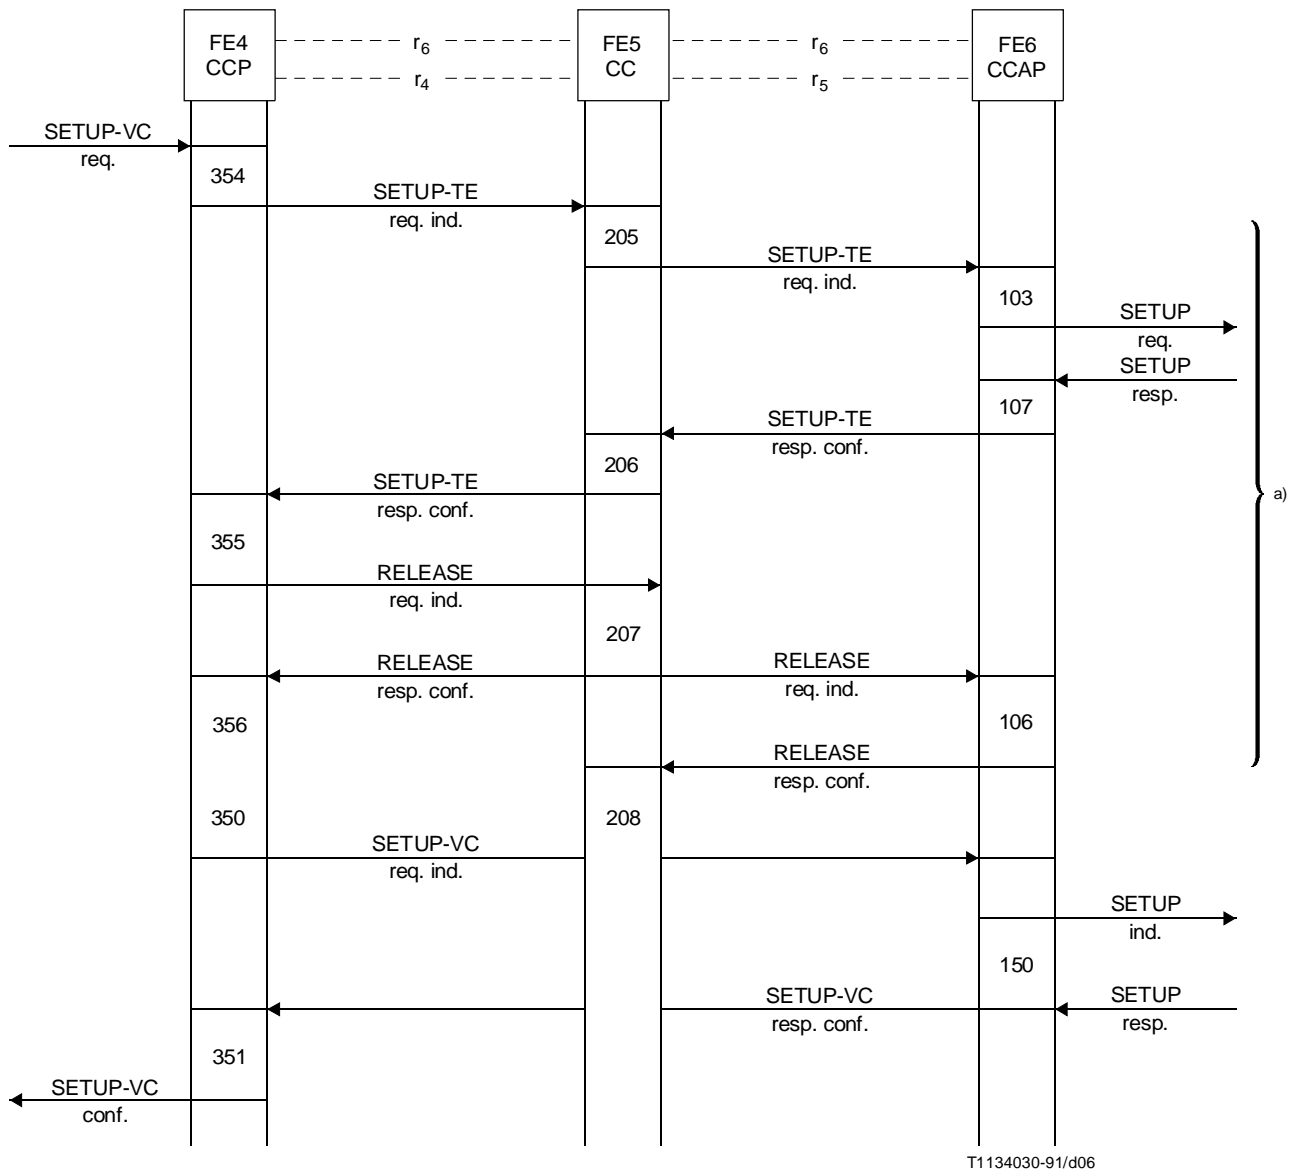 FE4
CCP
r6
r4
FE5
CC
r6
r5
FE6
CCAP
SETUP-VC
req.
354
SETUP-TE
req. ind.
205
SETUP-TE
req. ind.
103
SETUP
req.
SETUP
resp.
107
SETUP-TE
resp. conf.
206
SETUP-TE
resp. conf.
a)
355
RELEASE
req. ind.
207
RELEASE
resp. conf.
RELEASE
req. ind.
356
106
RELEASE
resp. conf.
350
208
SETUP-VC
req. ind.
SETUP
ind.
150
SETUP-VC
resp. conf.
SETUP
resp.
351
SETUP-VC
conf.
T1134030-91/d06